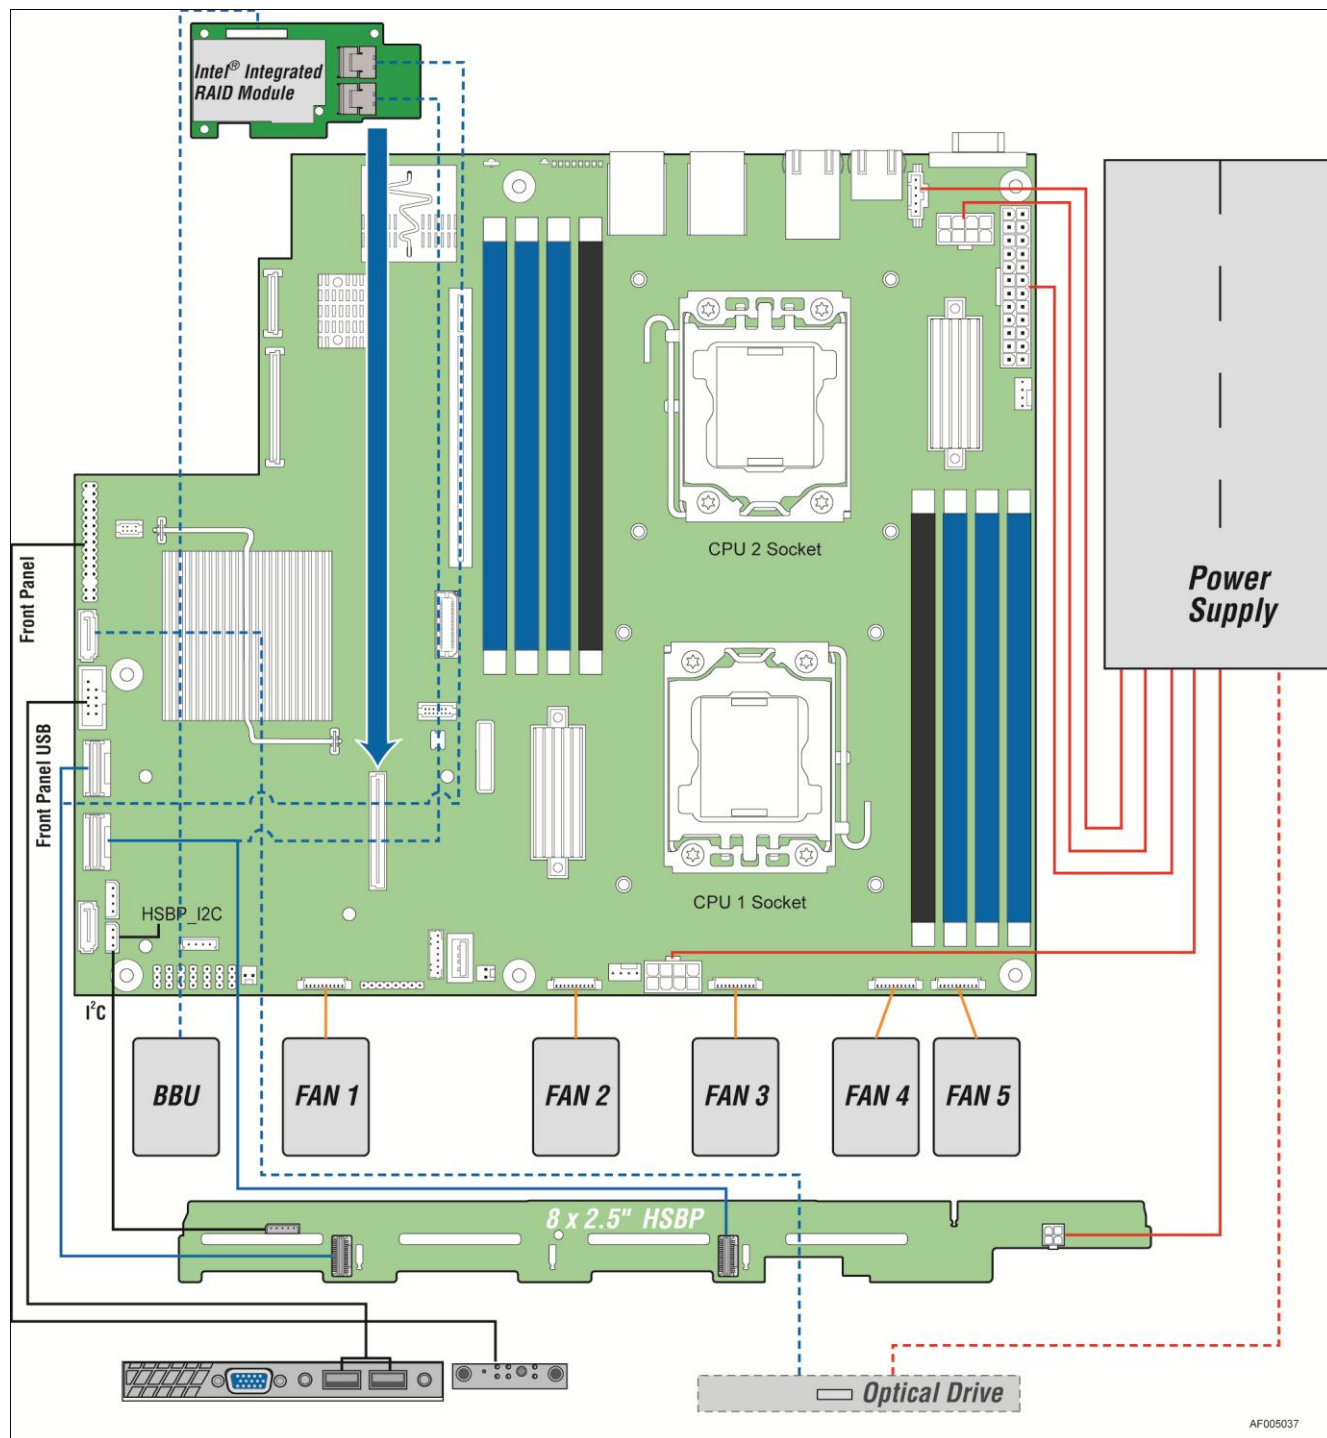 Intel® Integrated
RAID Module
CPU 2 Socket
Power
Supply
Front Panel
Front Panel USB
CPU 1 Socket
HSBP_I2C
I²C
BBU
FAN 1
FAN 2
FAN 3
FAN 4
FAN 5
8 x 2.5" HSBP
Optical Drive
AF005037